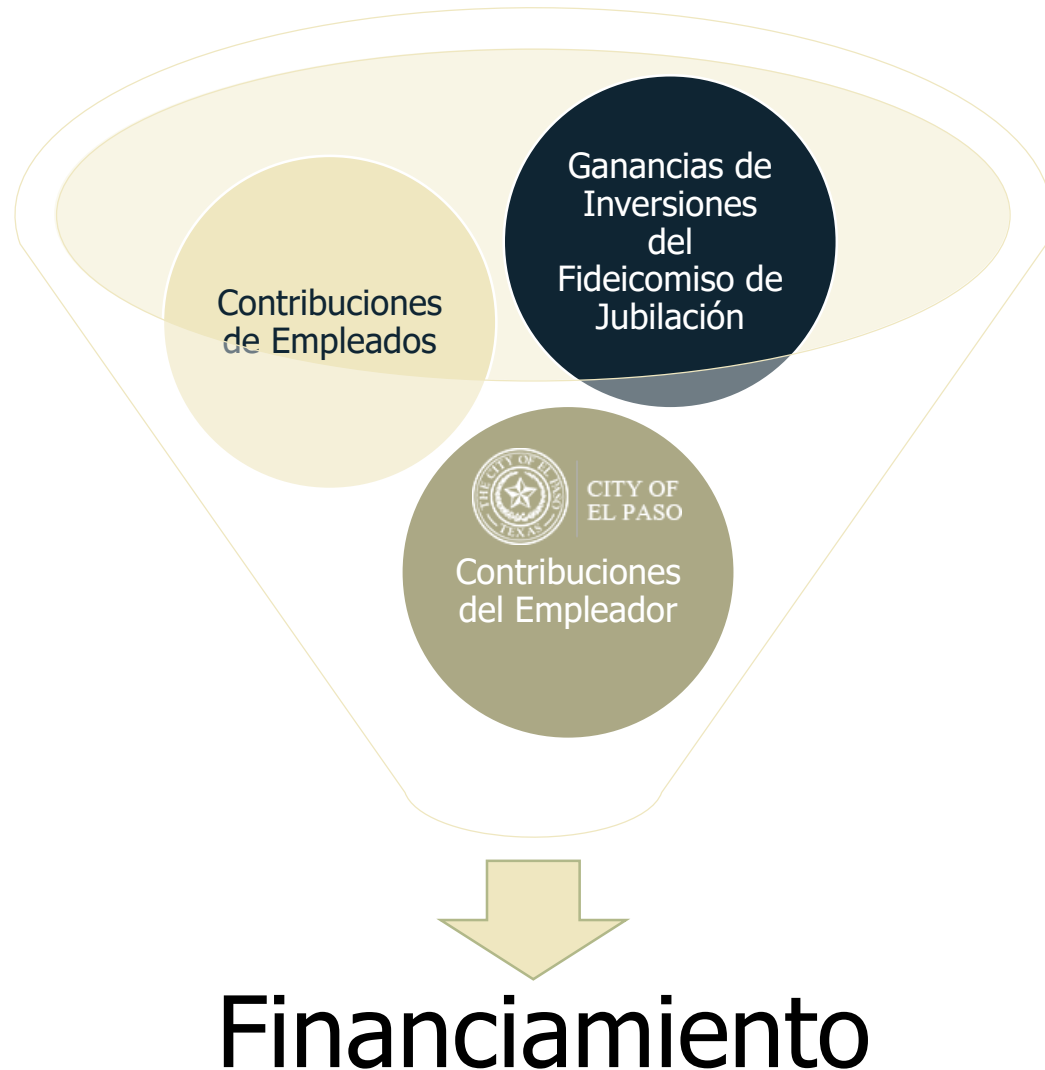 Ganancias de
Inversiones
del
Fideicomiso de
Jubilación
Contribuciones
de Empleados
THE CITY OF EL PASO
TEXAS
CITY OF
EL PASO
Contribuciones
del Empleador
Financiamiento